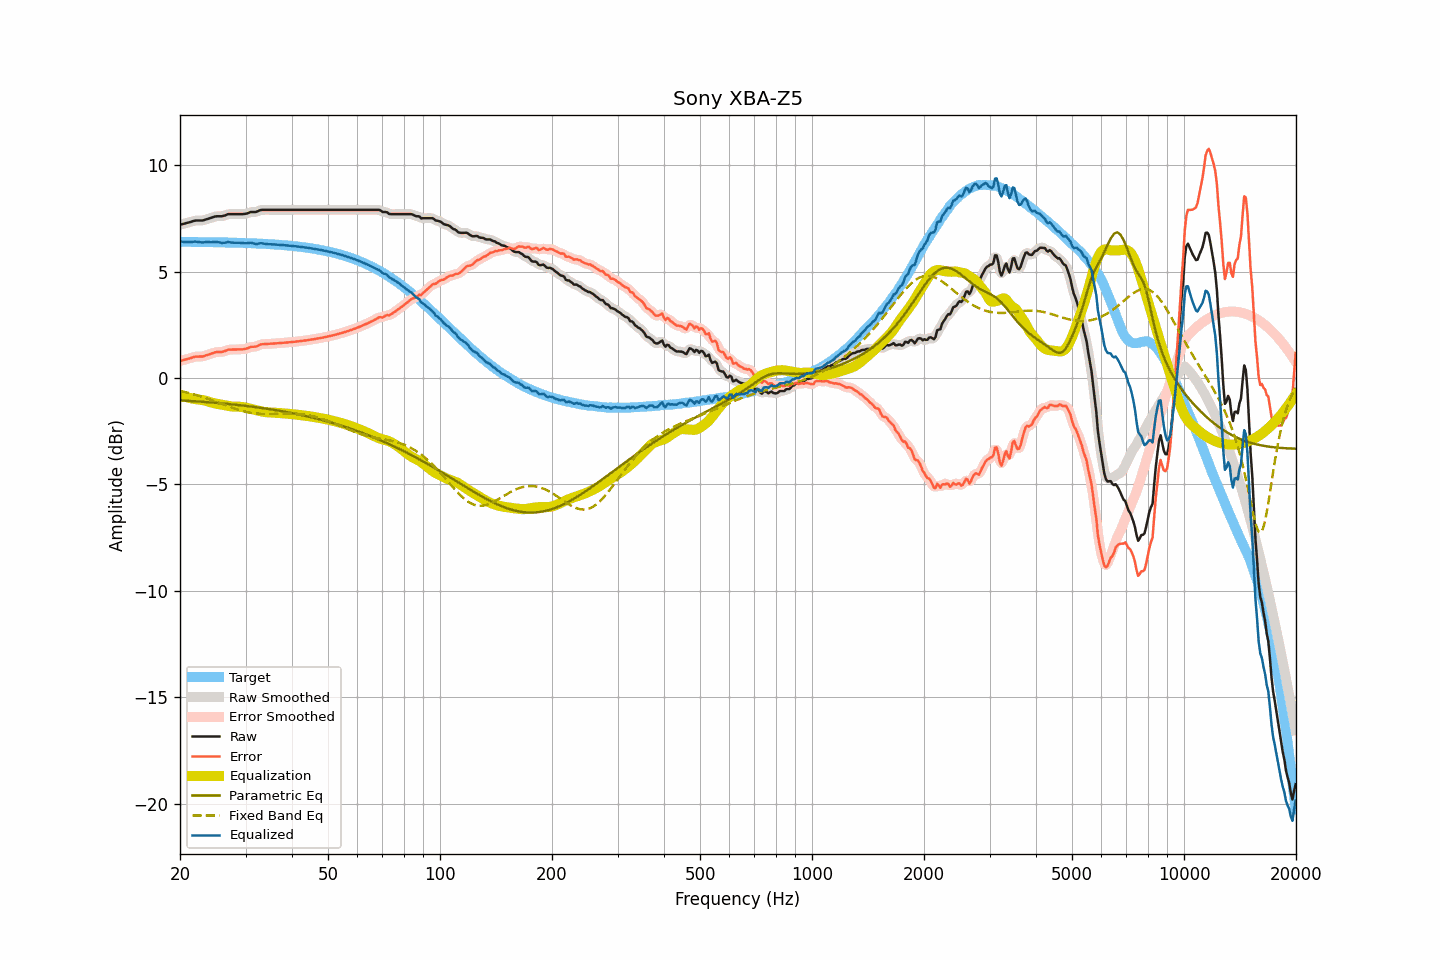 Sony XBA-Z5
10
5
0
−5
−10
−15
−20
Amplitude (dBr)
Target
Raw Smoothed
Error Smoothed
Raw
Error
Equalization
Parametric Eq
Fixed Band Eq
Equalized
20 50 100 200 500 1000 2000 5000 10000 20000
Frequency (Hz)